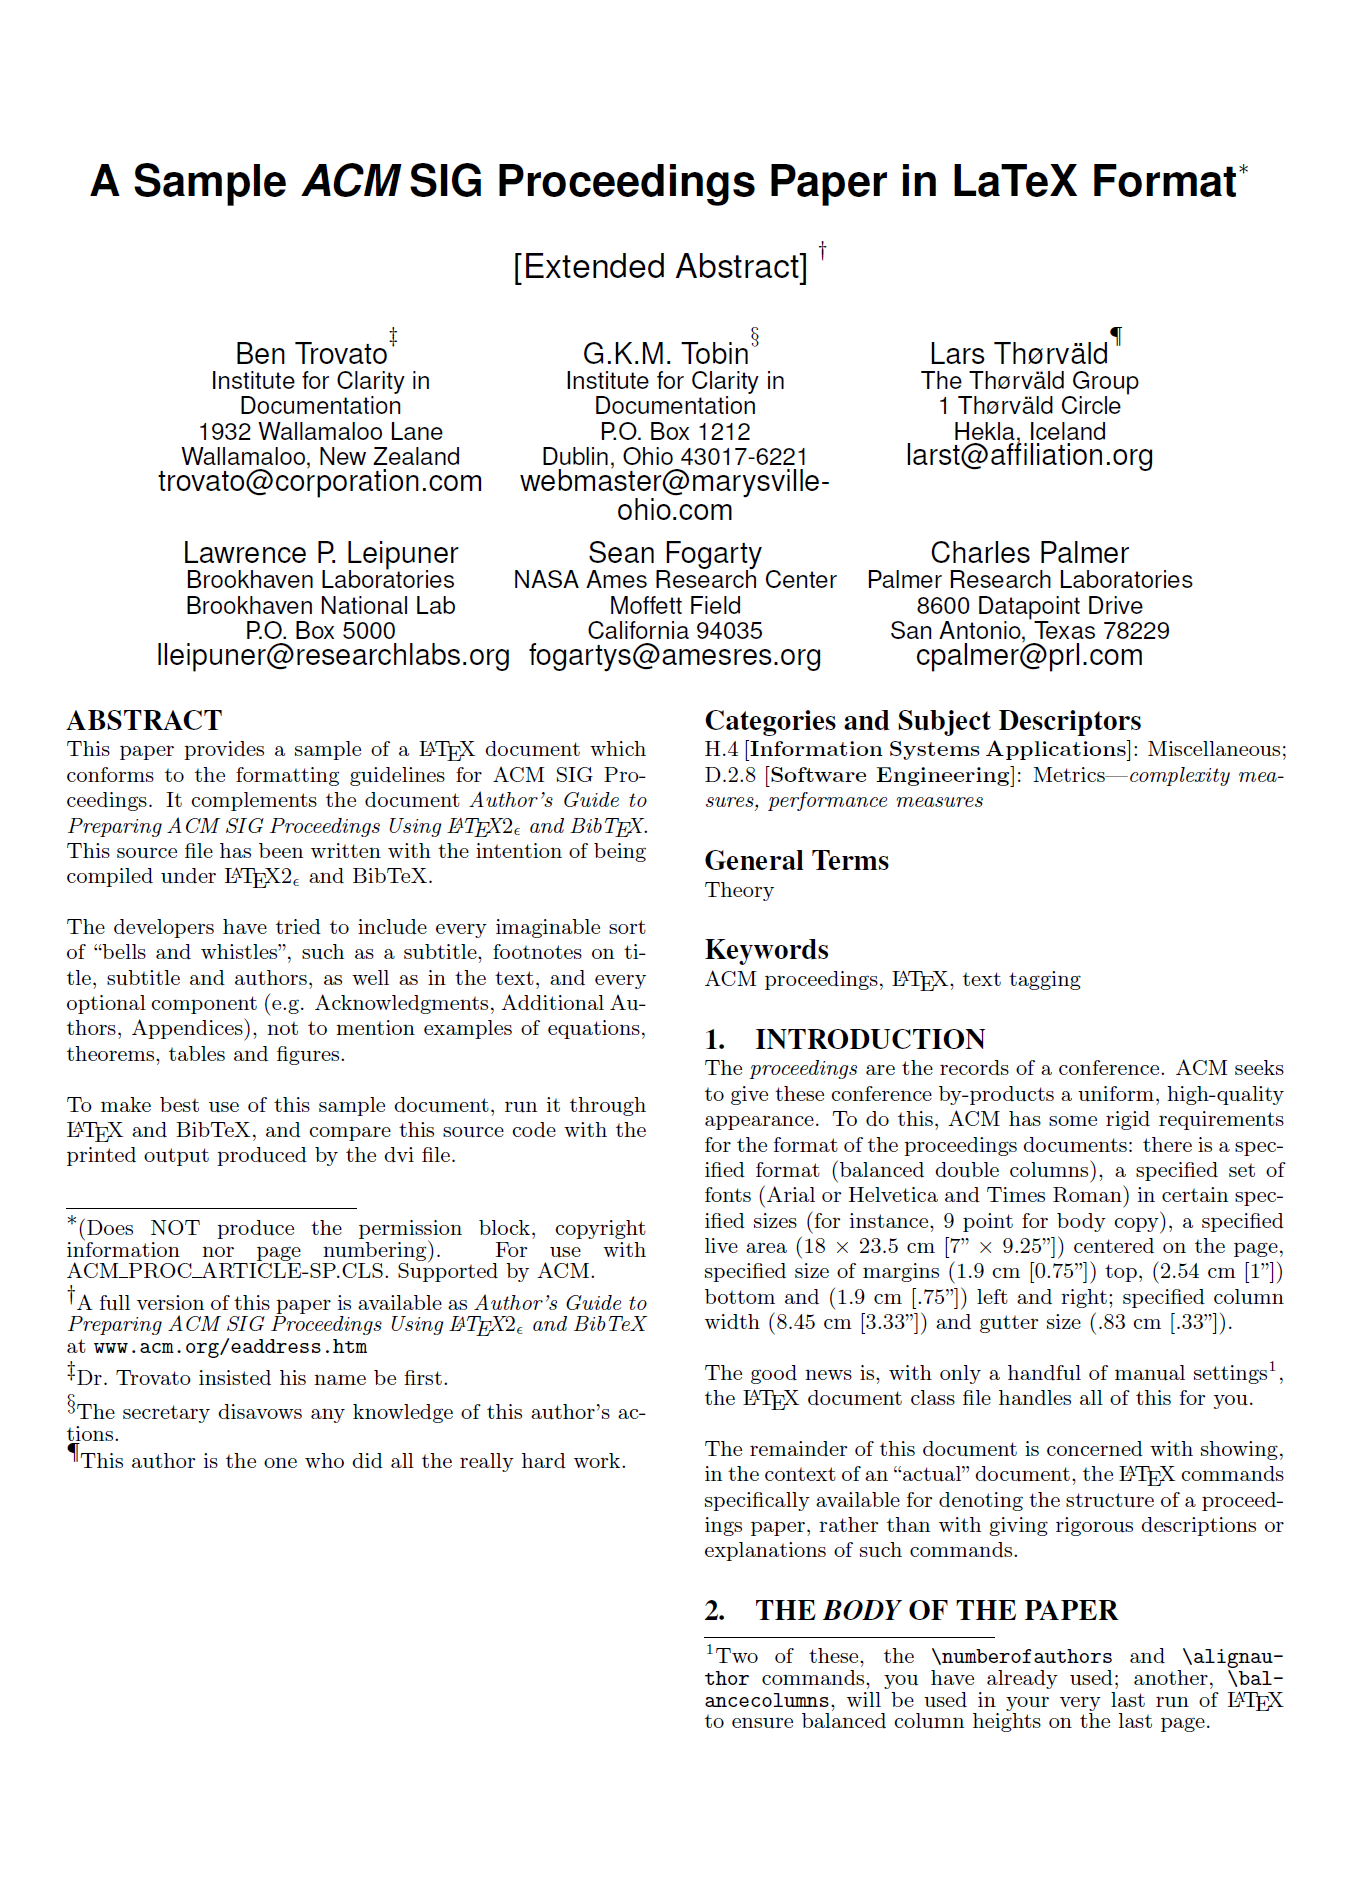 A Sample ACM SIG Proceedings Paper in LaTeX Format*
[Extended Abstract] †
Ben Trovato‡
Institute for Clarity in
Documentation
1932 Wallamaloo Lane
Wallamaloo, New Zealand
trovato@corporation.com
G.K.M. Tobin§
Institute for Clarity in
Documentation
P.O. Box 1212
Dublin, Ohio 43017-6221
webmaster@marysville-
ohio.com
Lars Thørväld¶
The Thørväld Group
1 Thørväld Circle
Hekla, Iceland
larst@affiliation.org
Lawrence P. Leipuner
Brookhaven Laboratories
Brookhaven National Lab
P.O. Box 5000
lleipuner@researchlabs.org
Sean Fogarty
NASA Ames Research Center
Moffett Field
California 94035
fogartys@amesres.org
Charles Palmer
Palmer Research Laboratories
8600 Datapoint Drive
San Antonio, Texas 78229
cpalmer@prl.com
ABSTRACT
This paper provides a sample of a LATEX document which
conforms to the formatting guidelines for ACM SIG Pro-
ceedings. It complements the document Author's Guide to
Preparing ACM SIG Proceedings Using LATEX2ϵ and BibTEX.
This source file has been written with the intention of being
compiled under LATEX2ϵ and BibTeX.
The developers have tried to include every imaginable sort
of “bells and whistles”, such as a subtitle, footnotes on ti-
tle, subtitle and authors, as well as in the text, and every
optional component (e.g. Acknowledgments, Additional Au-
thors, Appendices), not to mention examples of equations,
theorems, tables and figures.
To make best use of this sample document, run it through
LATEX and BibTeX, and compare this source code with the
printed output produced by the dvi file.
*(Does NOT produce the permission block, copyright
information nor page numbering). For use with
ACM_PROC_ARTICLE-SP.CLS. Supported by ACM.
†A full version of this paper is available as Author's Guide to
Preparing ACM SIG Proceedings Using LATEX2ϵ and BibTeX
at www.acm.org/eaddress.htm
‡Dr. Trovato insisted his name be first.
§The secretary disavows any knowledge of this author's ac-
tions.
¶This author is the one who did all the really hard work.
Categories and Subject Descriptors
H.4 [Information Systems Applications]: Miscellaneous;
D.2.8 [Software Engineering]: Metrics—complexity mea-
sures, performance measures
General Terms
Theory
Keywords
ACM proceedings, LATEX, text tagging
1. INTRODUCTION
The proceedings are the records of a conference. ACM seeks
to give these conference by-products a uniform, high-quality
appearance. To do this, ACM has some rigid requirements
for the format of the proceedings documents: there is a spec-
ified format (balanced double columns), a specified set of
fonts (Arial or Helvetica and Times Roman) in certain spec-
ified sizes (for instance, 9 point for body copy), a specified
live area (18 × 23.5 cm [7” × 9.25”]) centered on the page,
specified size of margins (1.9 cm [0.75”]) top, (2.54 cm [1”])
bottom and (1.9 cm [.75”]) left and right; specified column
width (8.45 cm [3.33”]) and gutter size (.83 cm [.33”]).
The good news is, with only a handful of manual settings1,
the LATEX document class file handles all of this for you.
The remainder of this document is concerned with showing,
in the context of an “actual” document, the LATEX commands
specifically available for denoting the structure of a proceed-
ings paper, rather than with giving rigorous descriptions or
explanations of such commands.
2. THE BODY OF THE PAPER
1Two of these, the \numberofauthors and \alignau-
thor commands, you have already used; another, \bal-
ancecolumns, will be used in your very last run of LATEX
to ensure balanced column heights on the last page.